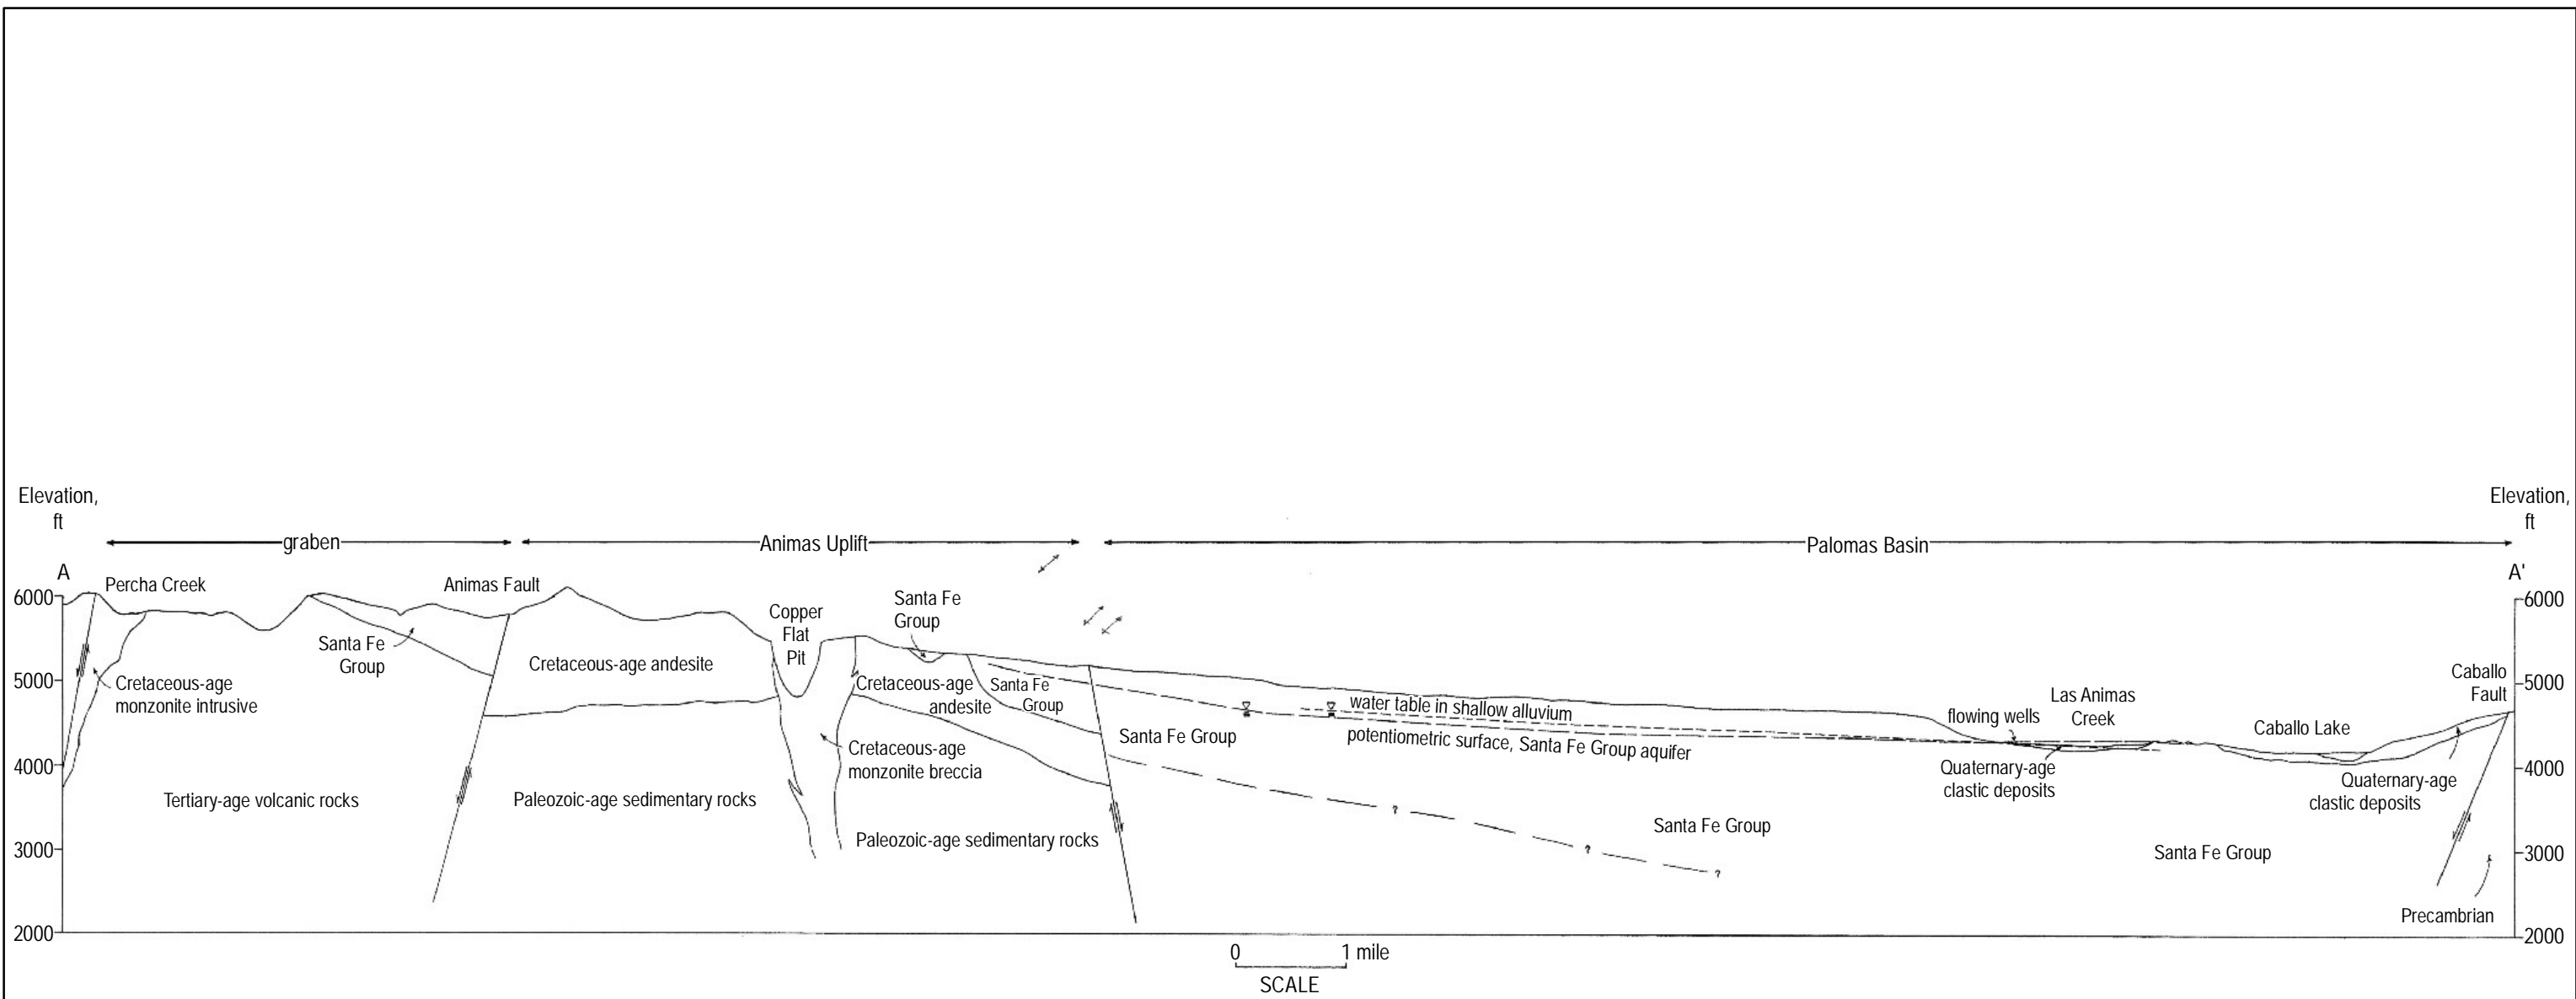 Elevation,
ft
Elevation,
ft
graben
Animas Uplift
Palomas Basin
A
A'
Percha Creek
Animas Fault
6000
5000
4000
3000
2000
Santa Fe
Group
Cretaceous-age
monzonite intrusive
Tertiary-age volcanic rocks
Cretaceous-age andesite
Paleozoic-age sedimentary rocks
Copper
Flat
Pit
Santa Fe
Group
Cretaceous-age
andesite
Santa Fe
Group
Cretaceous-age
monzonite breccia
Paleozoic-age sedimentary rocks
Santa Fe Group
water table in shallow alluvium
potentiometric surface, Santa Fe Group aquifer
?
?
?
Santa Fe Group
flowing wells
Las Animas
Creek
Quaternary-age
clastic deposits
Caballo Lake
Quaternary-age
clastic deposits
Santa Fe Group
Caballo
Fault
Precambrian
6000
5000
4000
3000
2000
0 1 mile
SCALE